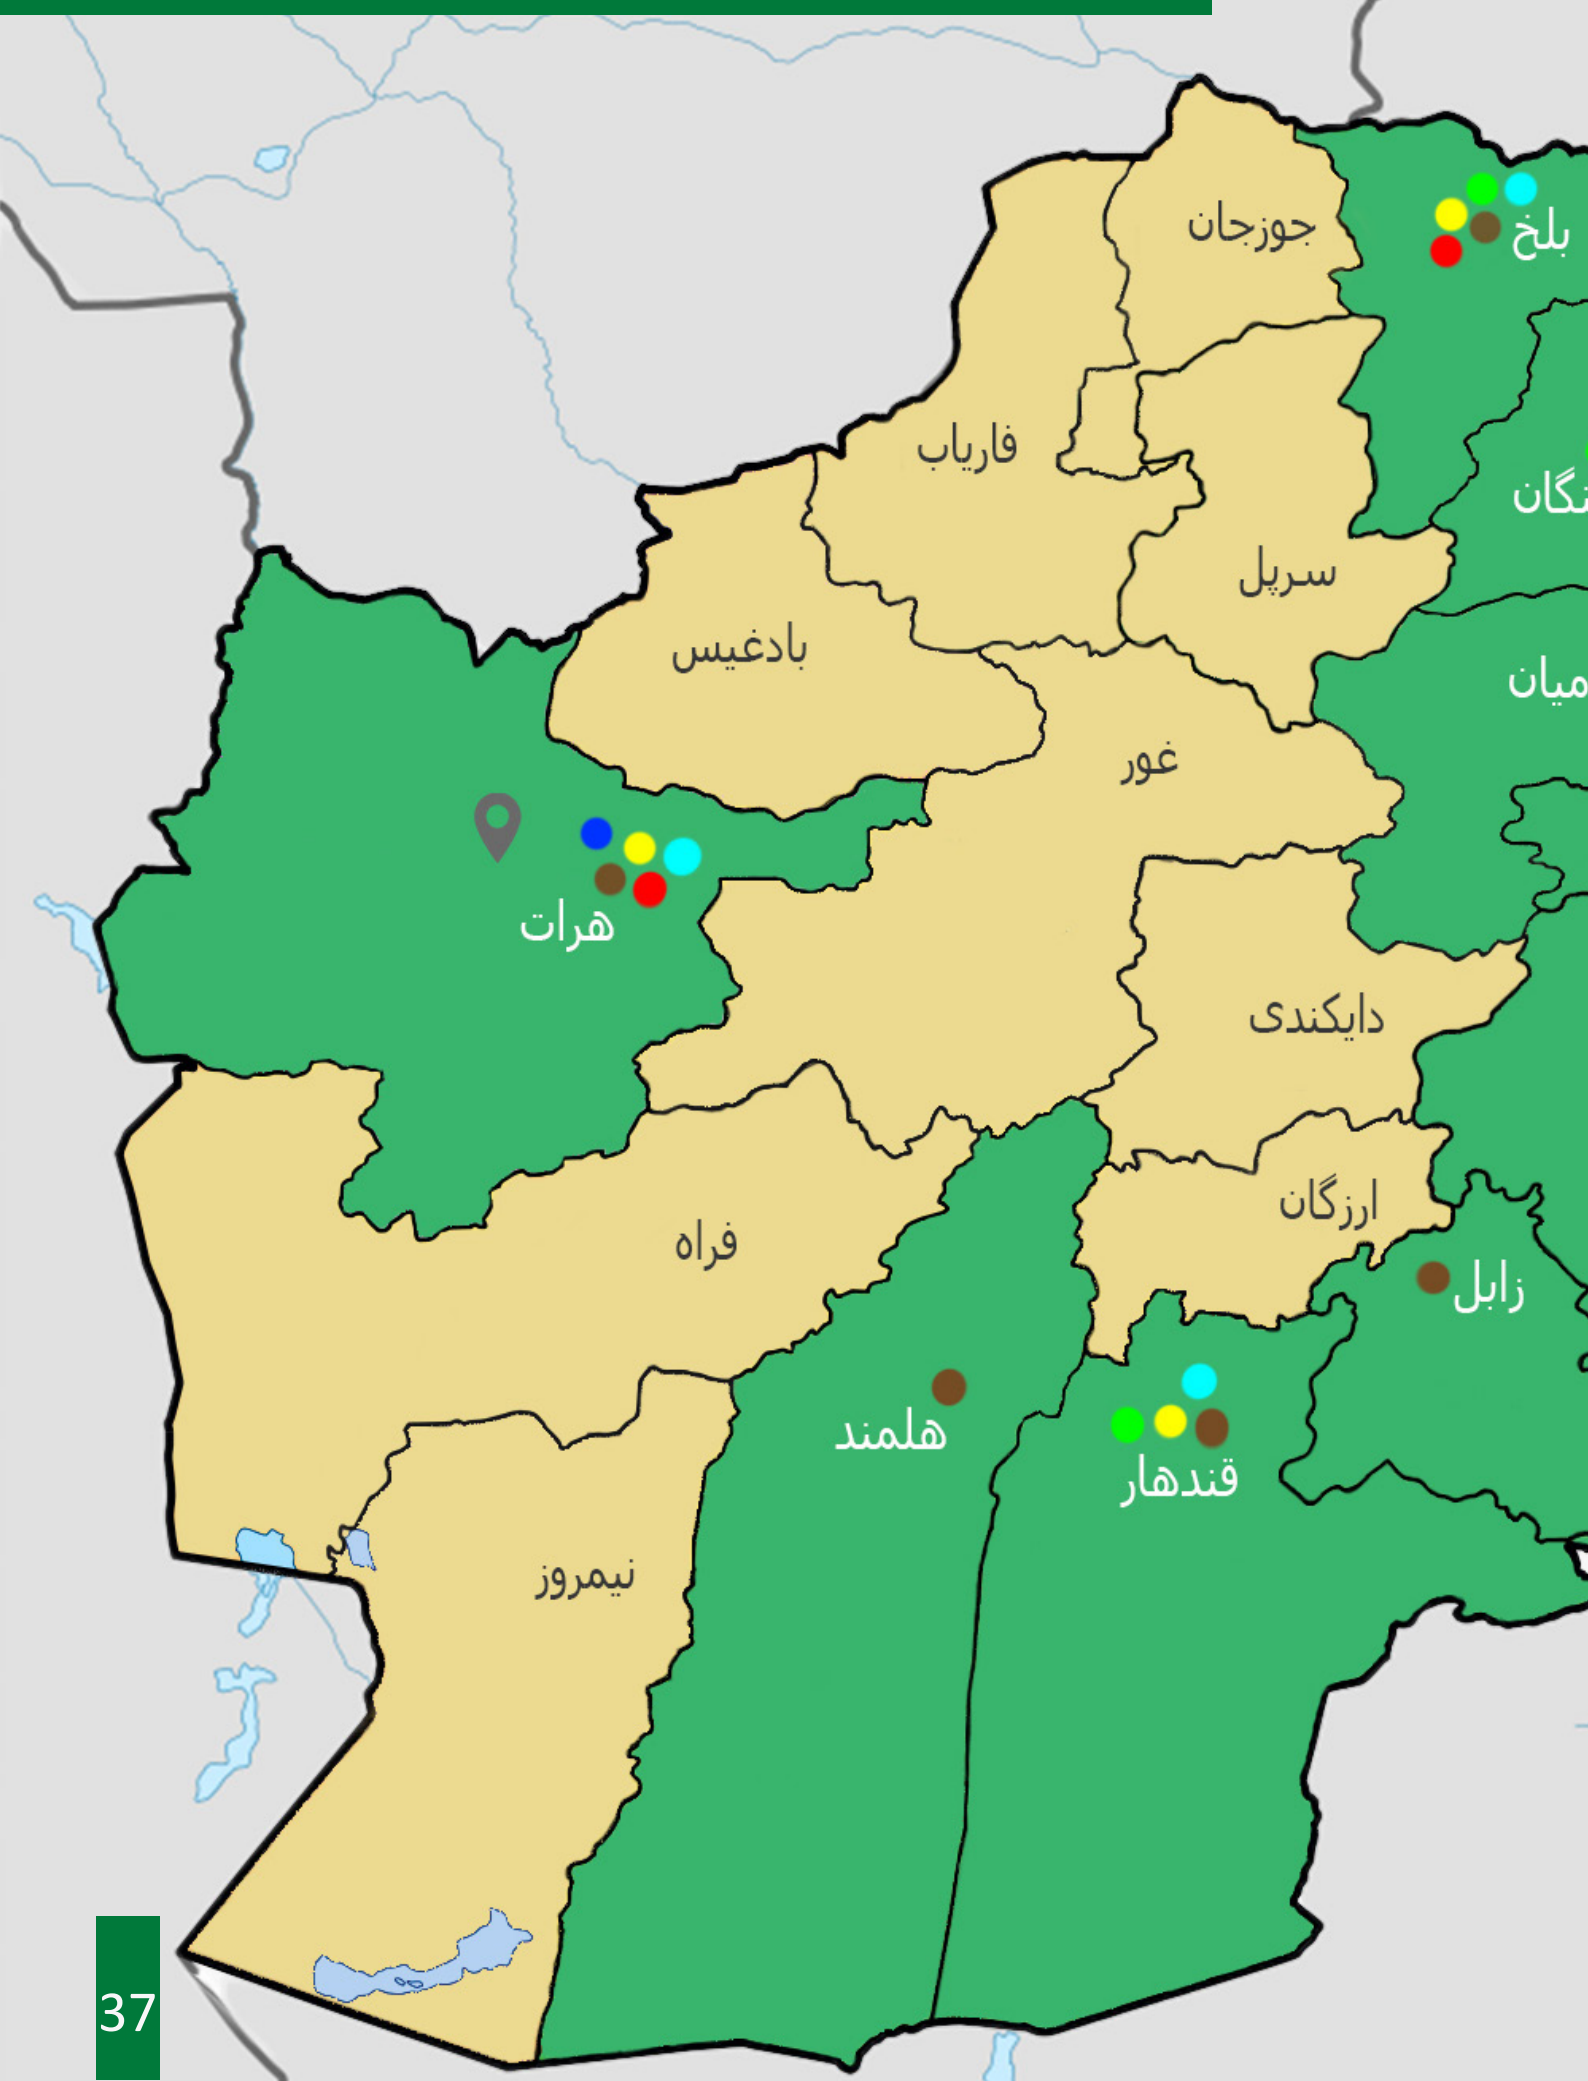 جوزجان
بلخ
فاریاب
سرپل
بادغیس
غور
هرات
دایکندی
ارزگان
فراه
زابل
هلمند
قندهار
نیمروز
37